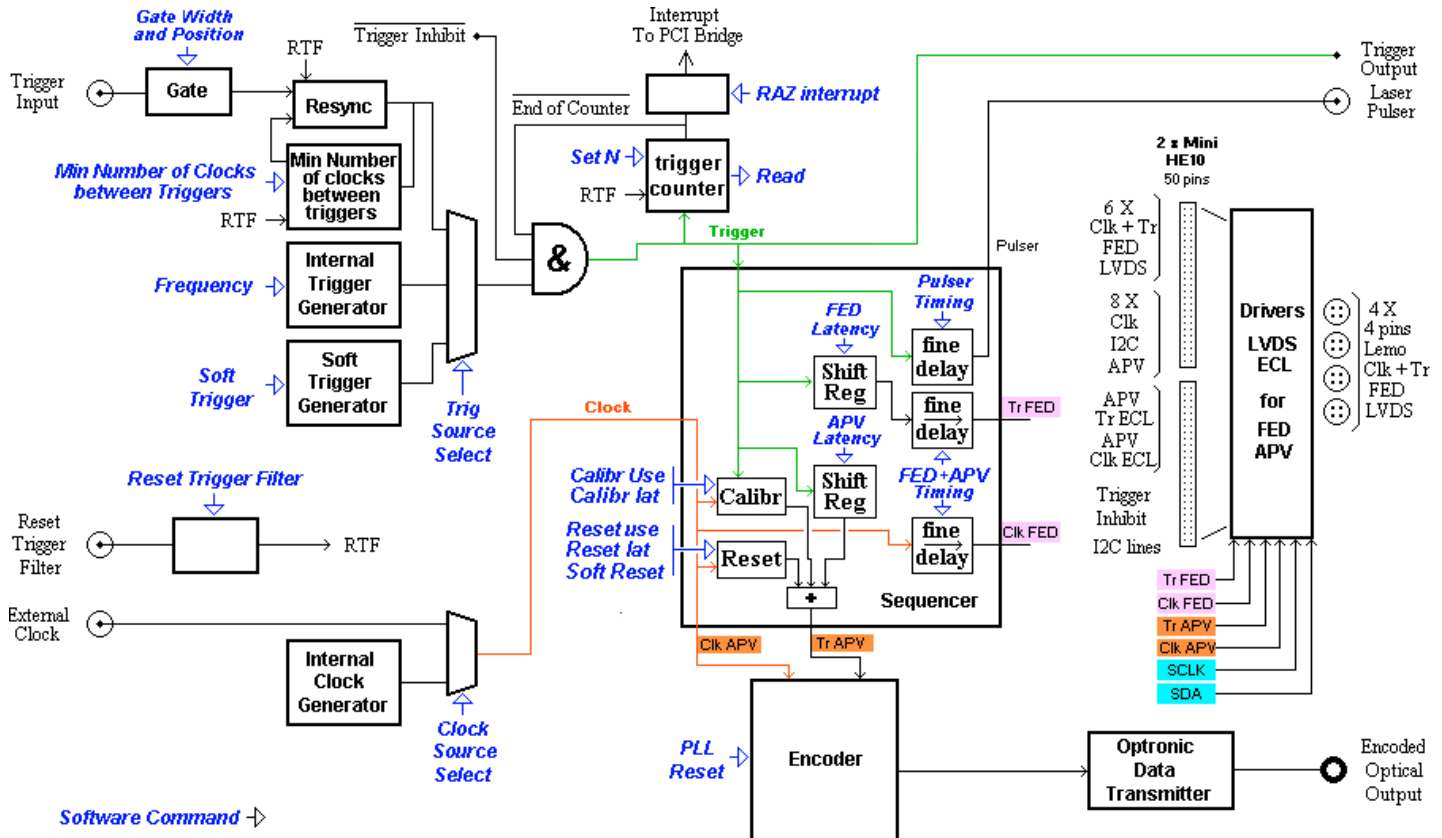 Gate Width
and Position
Trigger
Input
Gate
RTF
Resync
Min Number of Clocks
between Triggers
Min Number
of clocks
between
triggers
RTF
Frequency
Internal
Trigger
Generator
Soft
Trigger
Soft
Trigger
Generator
Trig
Source
Select
Trigger Inhibit
Interrupt
To PCI Bridge
RAZ interrupt
End of Counter
Set N
trigger
counter
Read
RTF
&
Trigger
Trigger
Output
Laser
Pulser
Pulser
Reset Trigger Filter
Reset
Trigger
Filter
RTF
External
Clock
Internal
Clock
Generator
Clock
Source
Select
Clock
Pulser
Timing
FED
Latency
fine
delay
Shift
Reg
fine
delay
Tr FED
APV
Latency
FED+APV
Timing
Calibr Use
Calibr lat
Calibr
Shift
Reg
Reset use
Reset lat
Soft Reset
Reset
fine
delay
Clk FED
+
Sequencer
Clk APV
Tr APV
PLL
Reset
Encoder
Optronic
Data
Transmitter
Encoded
Optical
Output
2 x Mini
HE10
50 pins
6 X
Clk + Tr
FED
LVDS
8 X
Clk
I2C
APV
APV
Tr ECL
APV
Clk ECL
Trigger
Inhibit
I2C lines
Drivers
LVDS
ECL
for
FED
APV
4 X
4 pins
Lemo
Clk + Tr
FED
LVDS
Tr FED
Clk FED
Tr APV
Clk APV
SCLK
SDA
Software Command